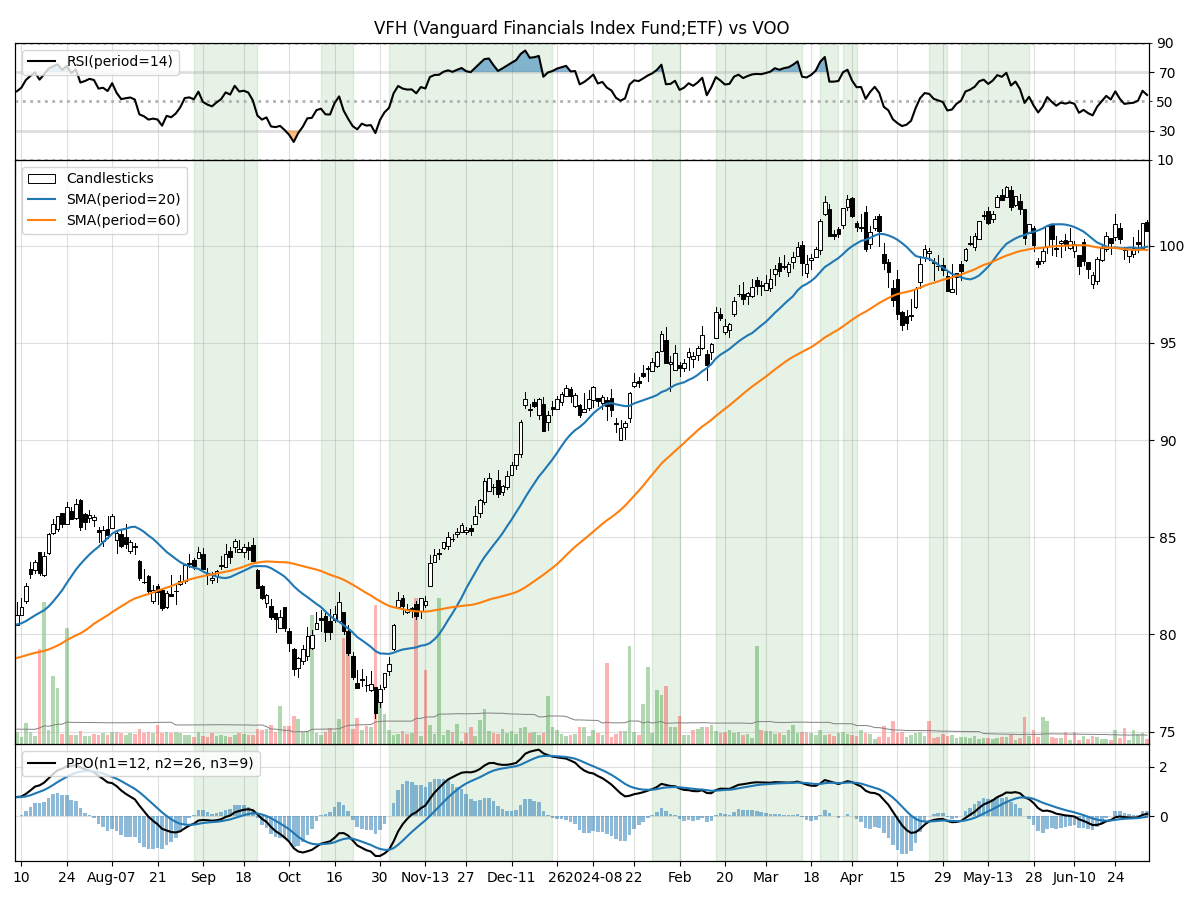 VFH (Vanguard Financials Index Fund;ETF) vs VOO
RSI(period=14)
90
70
50
30
10
Candlesticks
SMA(period=20)
SMA(period=60)
100
95
90
85
80
75
PPO(n1=12, n2=26, n3=9)
2
0
10 24 Aug-07 21 Sep 18 Oct 16 30 Nov-13 27 Dec-11 26 2024-08 22 Feb 20 Mar 18 Apr 15 29 May-13 28 Jun-10 24